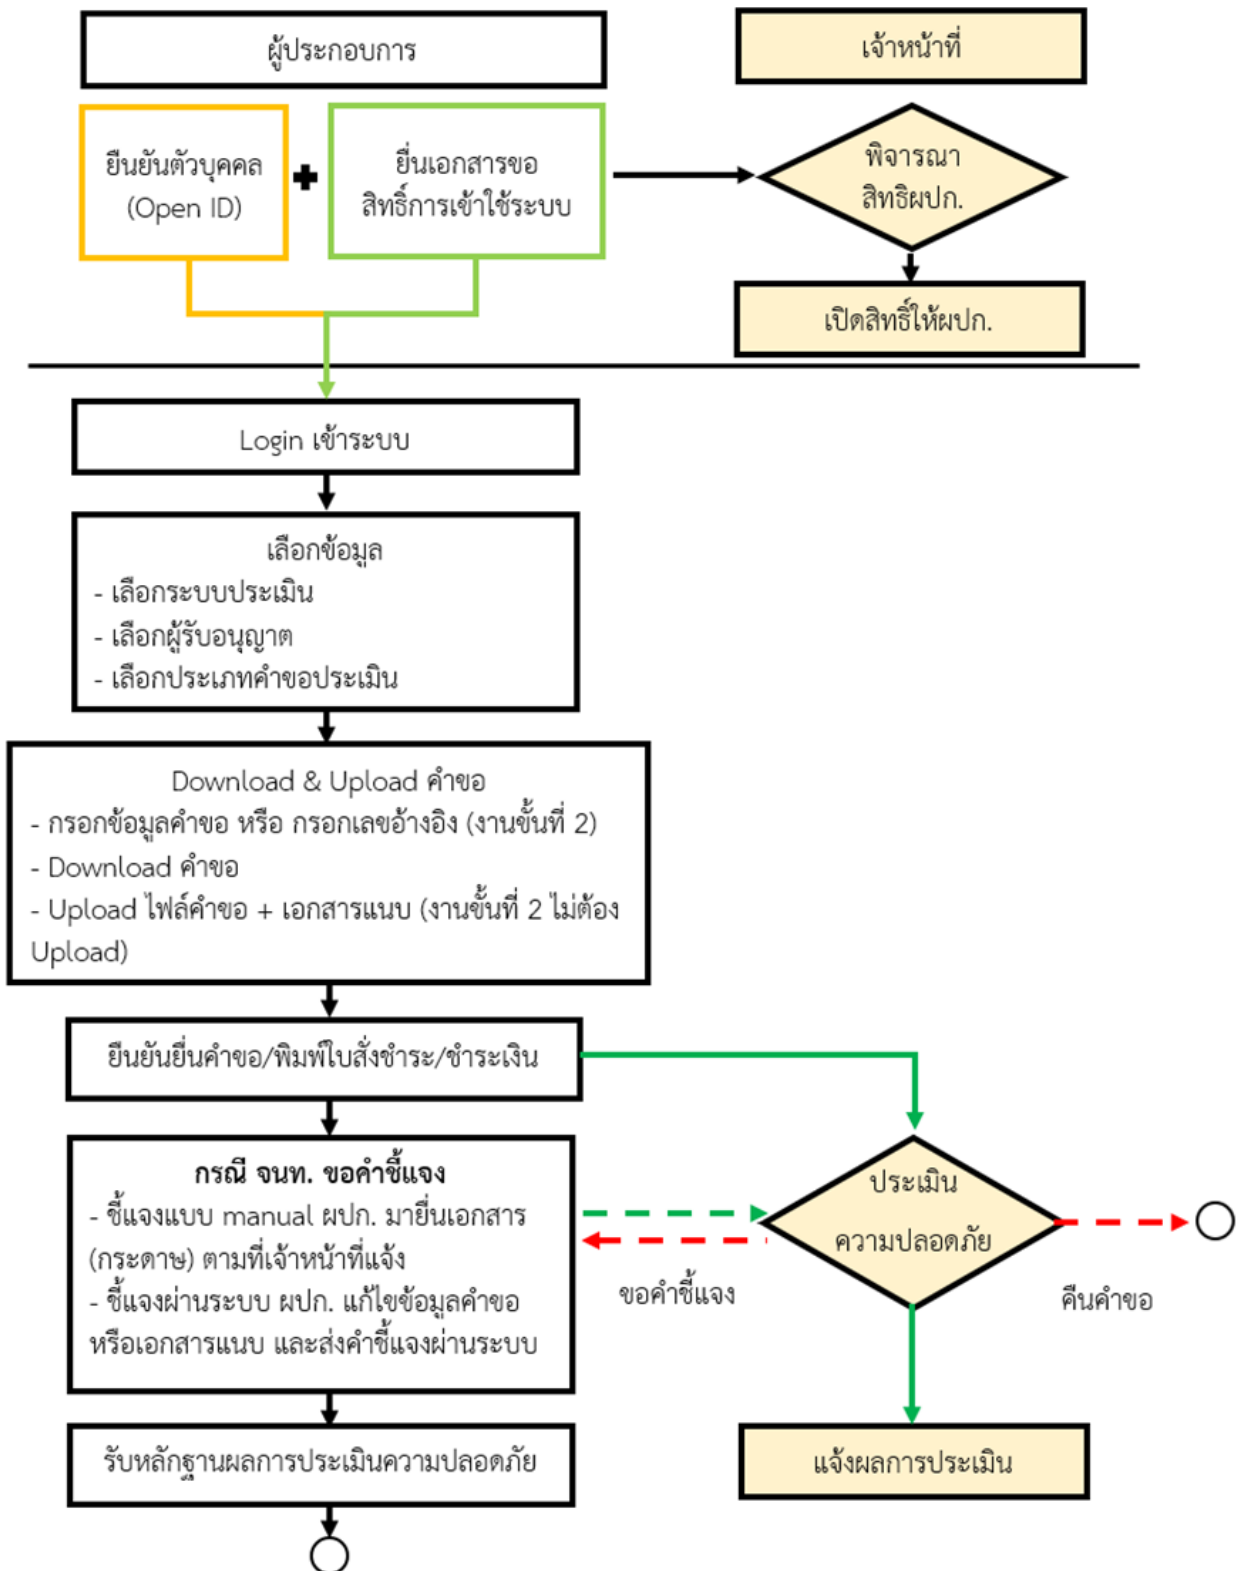 ผู้ประกอบการ
เจ้าหน้าที่
ยืนยันตัวบุคคล
(Open ID)
ยื่นเอกสารขอ
สิทธิ์การเข้าใช้ระบบ
พิจารณา
สิทธิผปก.
เปิดสิทธิ์ให้ผปก.
Login เข้าระบบ
เลือกข้อมูล
- เลือกระบบประเมิน
- เลือกผู้รับอนุญาต
- เลือกประเภทคำขอประเมิน
Download & Upload คำขอ
- กรอกข้อมูลคำขอ หรือ กรอกเลขอ้างอิง (งานขั้นที่ 2)
- Download คำขอ
- Upload ไฟล์คำขอ + เอกสารแนบ (งานขั้นที่ 2 ไม่ต้อง
Upload)
ยืนยันยื่นคำขอ/พิมพ์ใบสั่งชำระ/ชำระเงิน
กรณี จนท. ขอคำชี้แจง
- ชี้แจงแบบ manual ผปก. มายื่นเอกสาร
(กระดาษ) ตามที่เจ้าหน้าที่แจ้ง
- ชี้แจงผ่านระบบ ผปก. แก้ไขข้อมูลคำขอ
หรือเอกสารแนบ และส่งคำชี้แจงผ่านระบบ
ประเมิน
ความปลอดภัย
ขอคำชี้แจง
คืนคำขอ
รับหลักฐานผลการประเมินความปลอดภัย
แจ้งผลการประเมิน